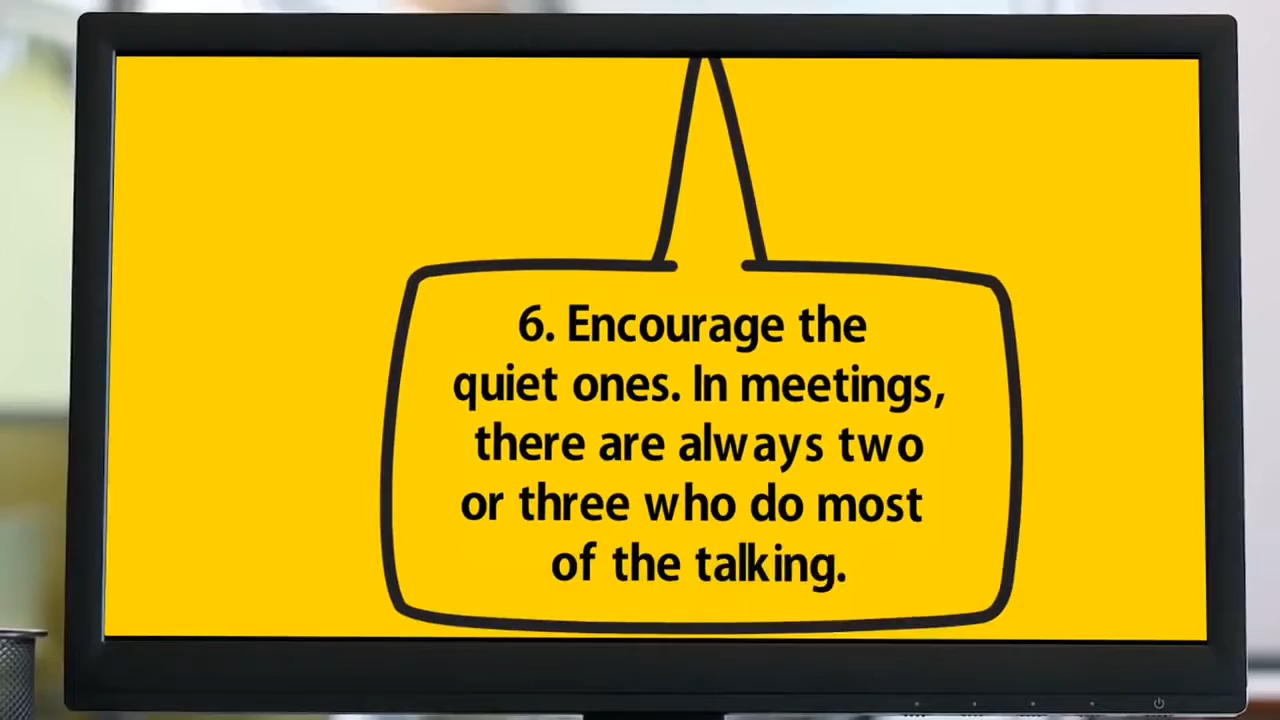 6. Encourage the
quiet ones. In meetings,
there are always two
or three who do most
of the talking.